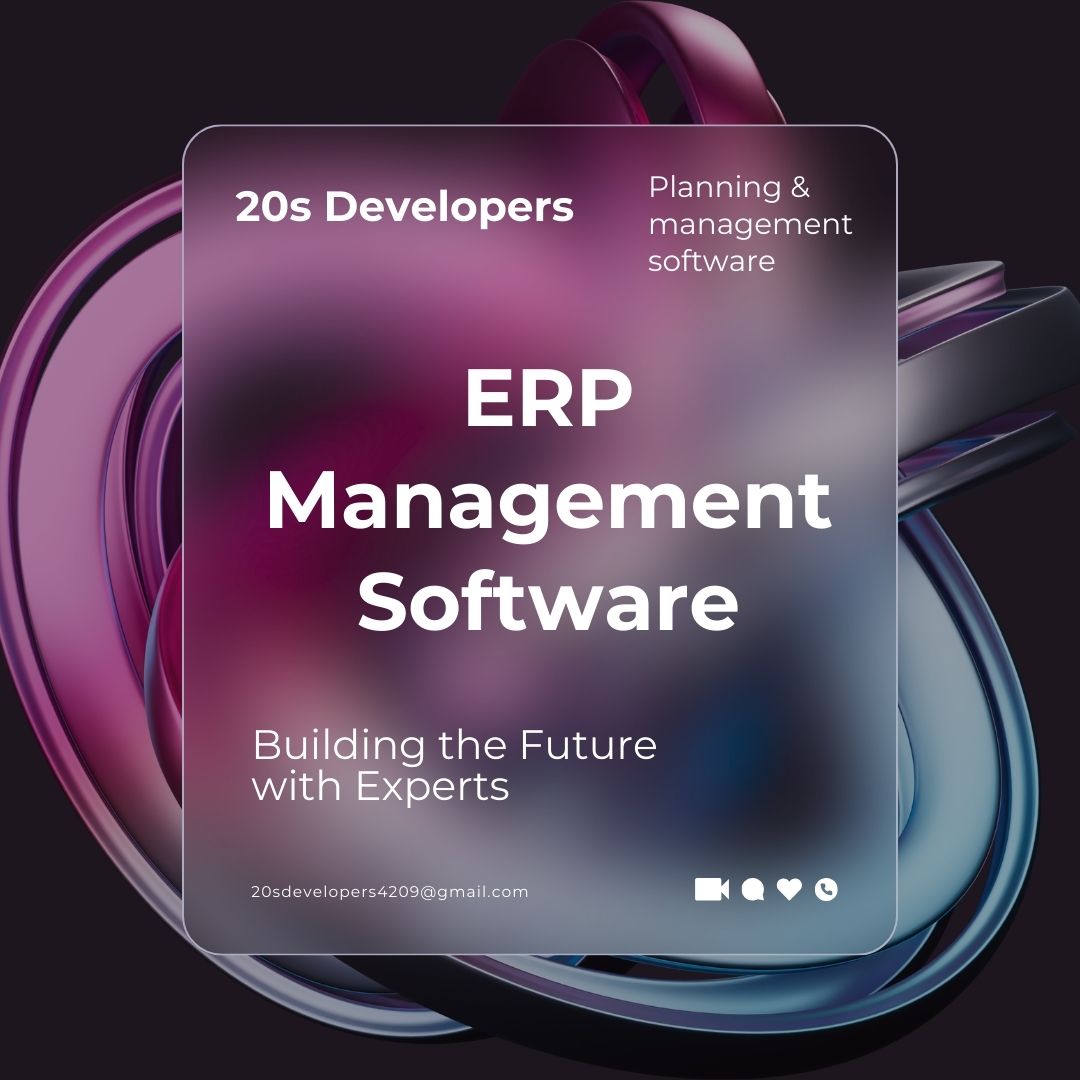 20s Developers
Planning &
management
software
ERP
Management
Software
Building the Future
with Experts
20sdevelopers4209@gmail.com